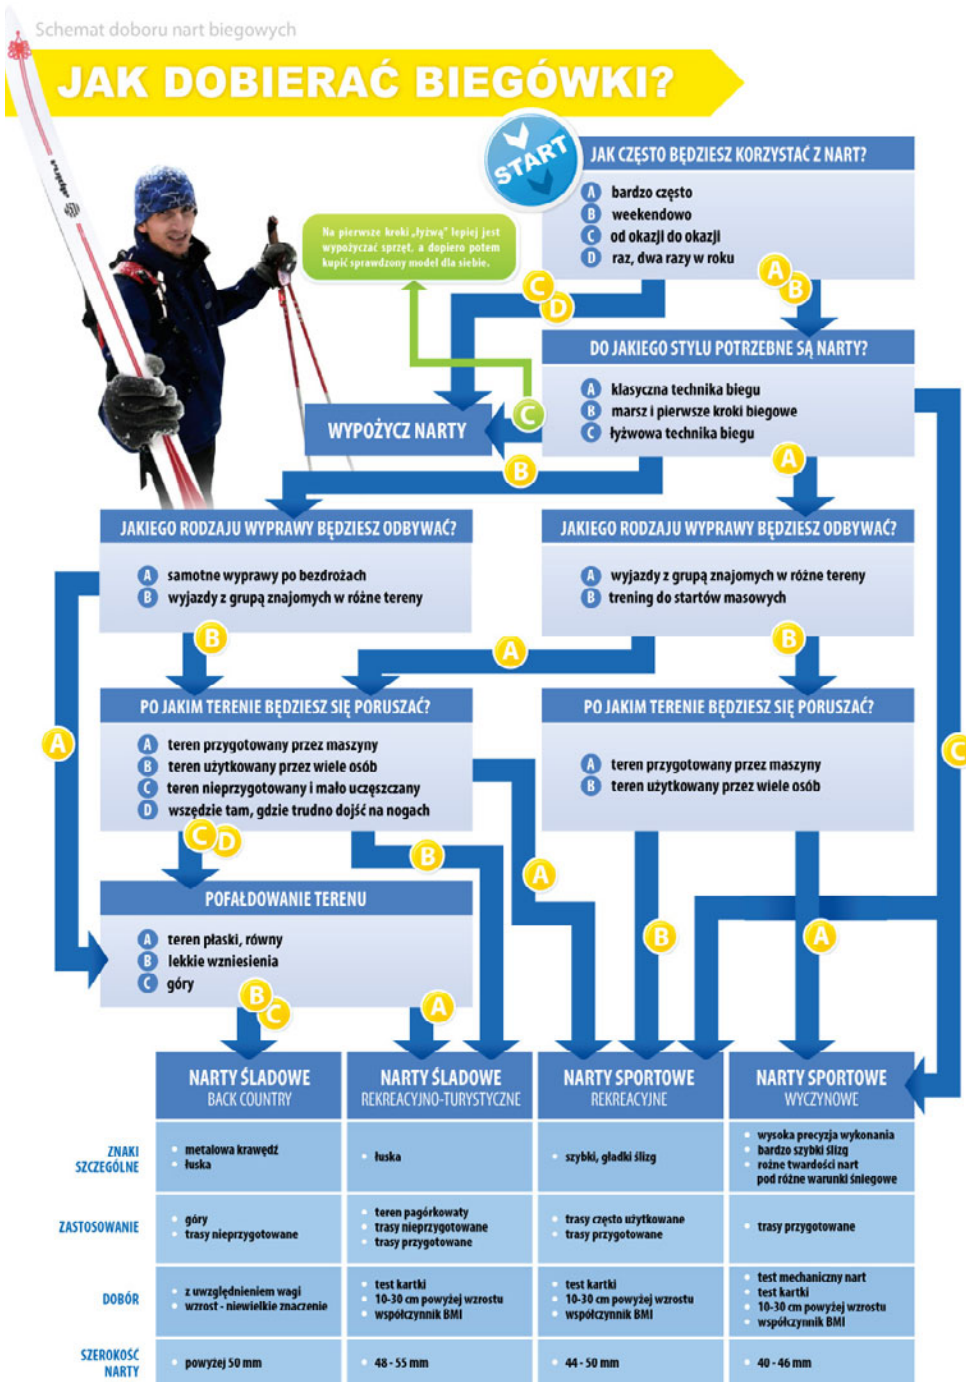 Schemat doboru nart biegowych
JAK DOBIERAĆ BIEGÓWKI?
alpina
START
JAK CZĘSTO BĘDZIESZ KORZYSTAĆ Z NART?
A bardzo często
B weekendowo
C od okazji do okazji
D raz, dwa razy w roku
Na pierwsze kroki „łyżwą" lepiej jest
wypożyczać sprzęt, a dopiero potem
kupić sprawdzony model dla siebie.
A
B
C
D
DO JAKIEGO STYLU POTRZEBNE SĄ NARTY?
A klasyczna technika biegu
B marsz i pierwsze kroki biegowe
C łyżwowa technika biegu
C
WYPOŻYCZ NARTY
B
A
JAKIEGO RODZAJU WYPRAWY BĘDZIESZ ODBYWAĆ?
A samotne wyprawy po bezdrożach
B wyjazdy z grupą znajomych w różne tereny
JAKIEGO RODZAJU WYPRAWY BĘDZIESZ ODBYWAĆ?
A wyjazdy z grupą znajomych w różne tereny
B trening do startów masowych
B
A
B
PO JAKIM TERENIE BĘDZIESZ SIĘ PORUSZAĆ?
A teren przygotowany przez maszyny
B teren użytkowany przez wiele osób
C teren nieprzygotowany i mało uczęszczany
D wszędzie tam, gdzie trudno dojść na nogach
PO JAKIM TERENIE BĘDZIESZ SIĘ PORUSZAĆ?
A teren przygotowany przez maszyny
B teren użytkowany przez wiele osób
A
C
C
D
B
A
B
A
POFAŁDOWANIE TERENU
A teren płaski, równy
B lekkie wzniesienia
C góry
B
C
A
NARTY ŚLADOWE
BACK COUNTRY
NARTY ŚLADOWE
REKREACYJNO-TURYSTYCZNE
NARTY SPORTOWE
REKREACYJNE
NARTY SPORTOWE
WYCZYNOWE
ZNAKI
SZCZEGÓLNE
• metalowa krawędź
• łuska
• łuska
• szybki, gładki ślizg
• wysoka precyzja wykonania
• bardzo szybki ślizg
• rożne twardości nart
pod różne warunki śniegowe
ZASTOSOWANIE
• góry
• trasy nieprzygotowane
• teren pagórkowaty
• trasy nieprzygotowane
• trasy przygotowane
• trasy często użytkowane
• trasy przygotowane
• trasy przygotowane
DOBÓR
• z uwzględnieniem wagi
• wzrost - niewielkie znaczenie
• test kartki
• 10-30 cm powyżej wzrostu
• współczynnik BMI
• test kartki
• 10-30 cm powyżej wzrostu
• współczynnik BMI
• test mechaniczny nart
• test kartki
• 10-30 cm powyżej wzrostu
• współczynnik BMI
SZEROKOŚĆ
NARTY
• powyżej 50 mm
• 48 - 55 mm
• 44 - 50 mm
• 40 - 46 mm